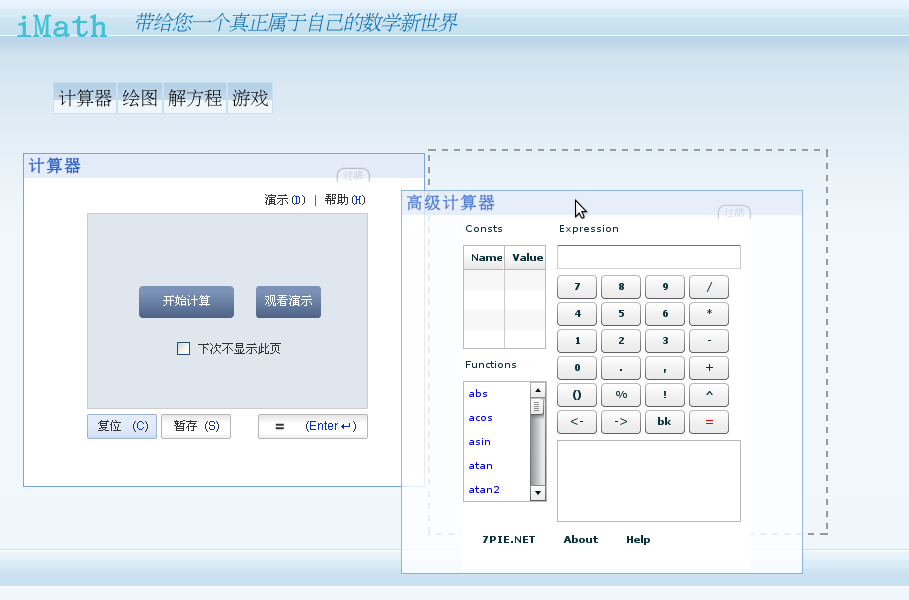 iMath 带给您一个真正属于自己的数学新世界
计算器 绘图 解方程 游戏
计算器
过滤
演示(D) | 帮助(H)
开始计算 观看演示
下次不显示此页
复位 (C) 暂存 (S) = (Enter↵)
高级计算器
过滤
Consts Expression
Name Value
7 8 9 /
4 5 6 *
1 2 3 -
0 . , +
() % ! ^
<- -> bk =
Functions
abs
acos
asin
atan
atan2
7PIE.NET About Help